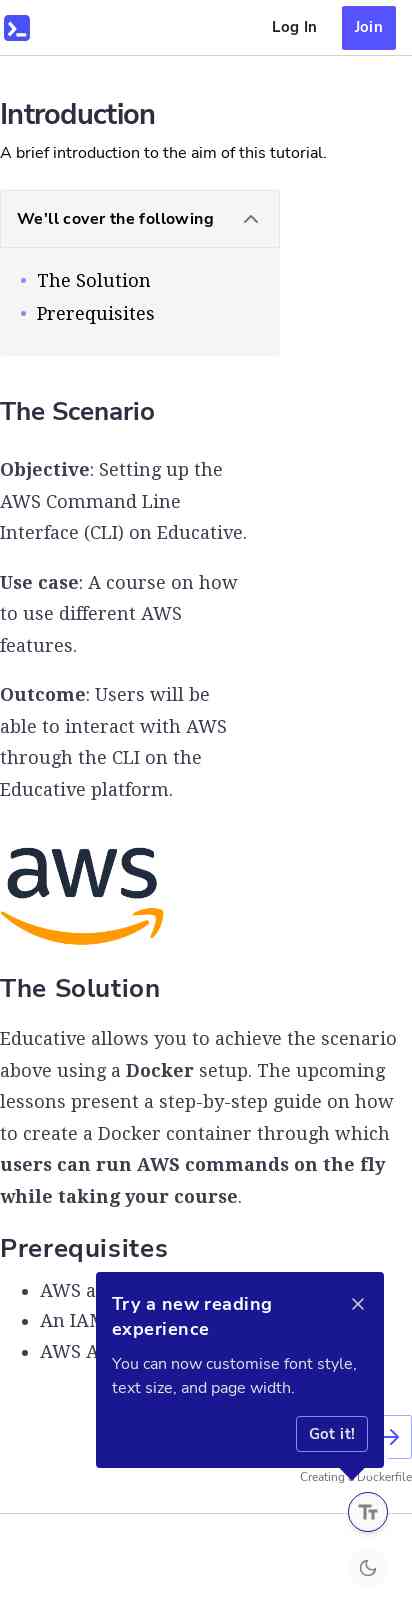 Log In
Join
Introduction
A brief introduction to the aim of this tutorial.
We'll cover the following
The Solution
Prerequisites
The Scenario
Objective: Setting up the
AWS Command Line
Interface (CLI) on Educative.
Use case: A course on how
to use different AWS
features.
Outcome: Users will be
able to interact with AWS
through the CLI on the
Educative platform.
aws
The Solution
Educative allows you to achieve the scenario
above using a Docker setup. The upcoming
lessons present a step-by-step guide on how
to create a Docker container through which
users can run AWS commands on the fly
while taking your course.
Prerequisites
AWS
An
AWS
Try a new reading
experience
You can now customise font style,
text size, and page width.
Got it!
Creating Dockerfile
Tt